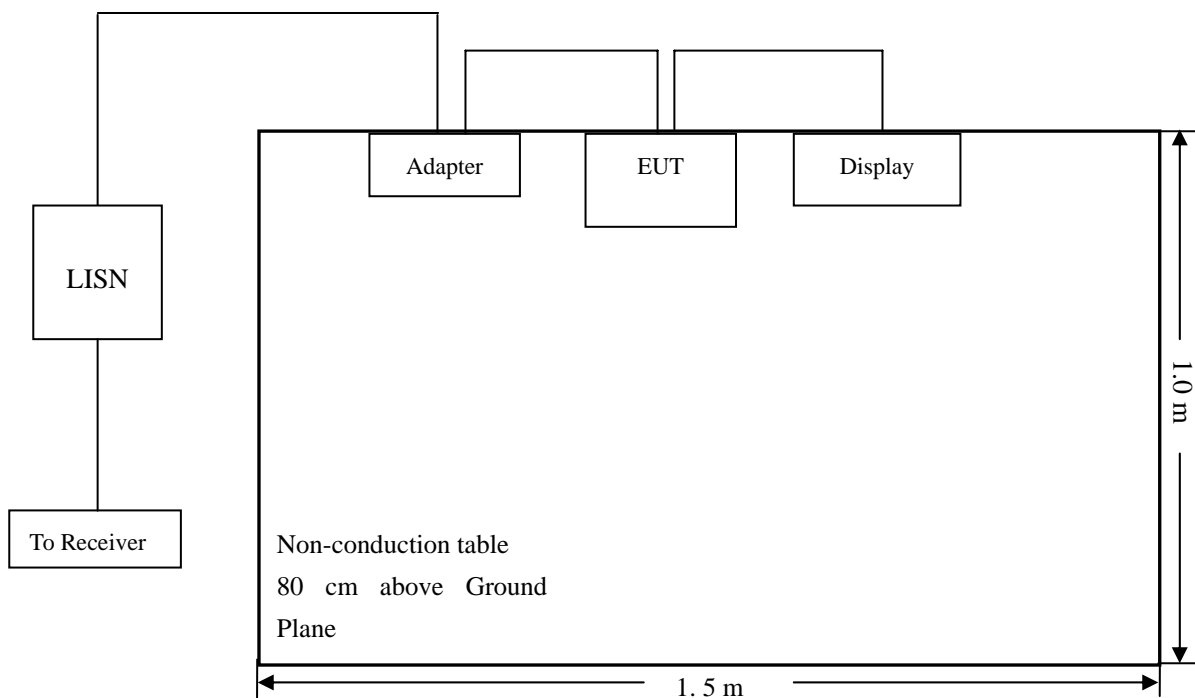 Adapter
EUT
Display
LISN
1.0 m
To Receiver
Non-conduction table
80 cm above Ground
Plane
1. 5 m